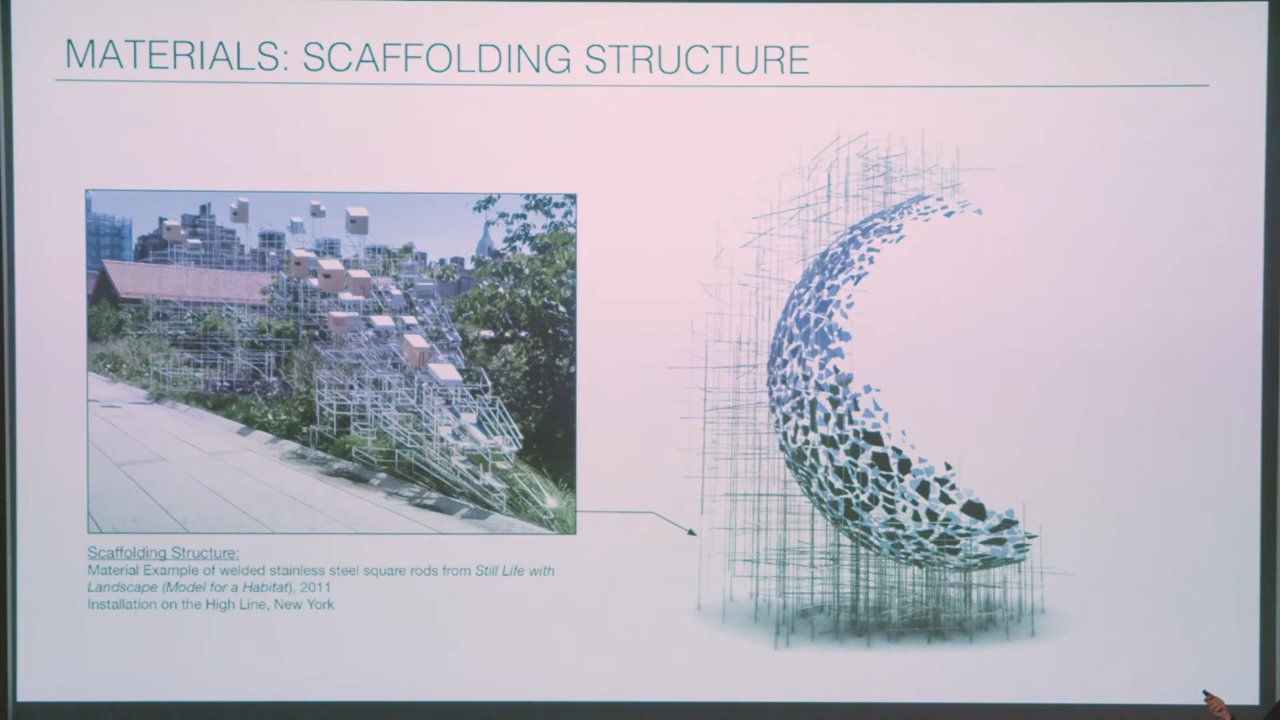 MATERIALS: SCAFFOLDING STRUCTURE
Scaffolding Structure:
Material Example of welded stainless steel square rods from Still Life with
Landscape (Model for a Habitat), 2011
Installation on the High Line, New York